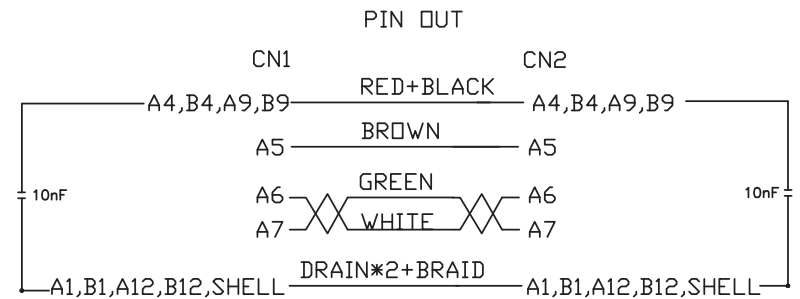 PIN OUT
CN1 CN2
A4,B4,A9,B9 RED+BLACK A4,B4,A9,B9
A5 BROWN A5
A6 GREEN A6
10nF 10nF
A7 WHITE A7
A1,B1,A12,B12,SHELL DRAIN*2+BRAID A1,B1,A12,B12,SHELL